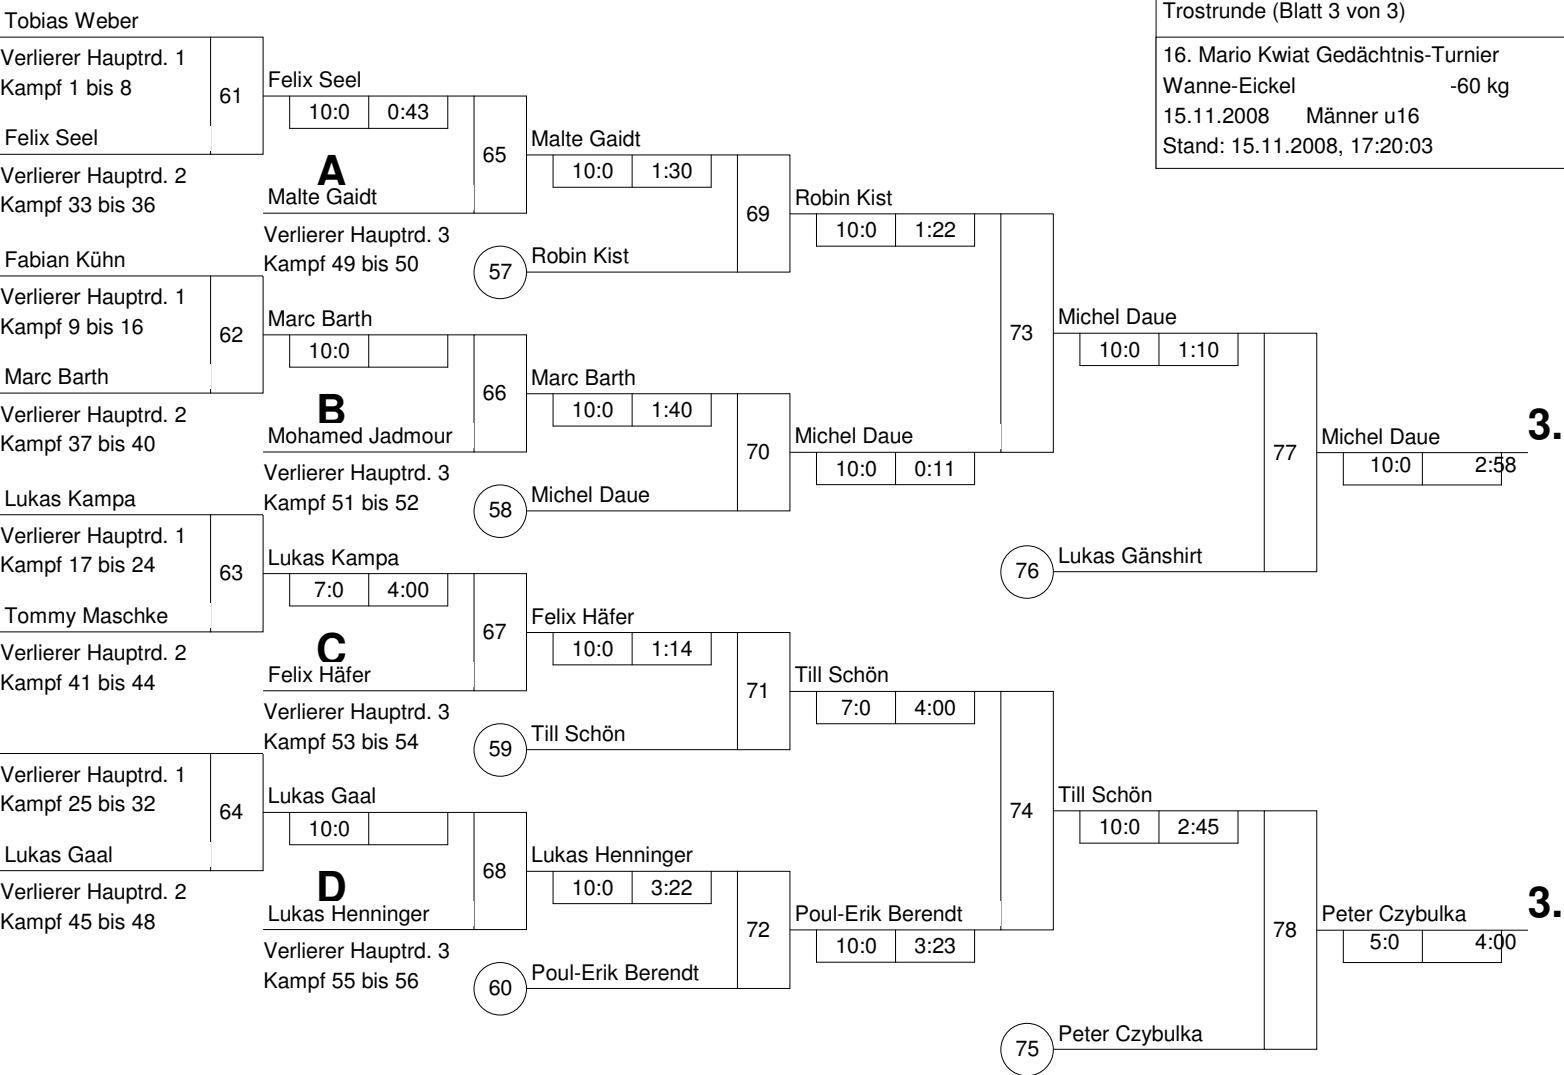 Tobias Weber
Verlierer Hauptrd. 1
Kampf 1 bis 8
61
Felix Seel
Verlierer Hauptrd. 2
Kampf 33 bis 36
Fabian Kühn
Verlierer Hauptrd. 1
Kampf 9 bis 16
62
Marc Barth
Verlierer Hauptrd. 2
Kampf 37 bis 40
Lukas Kampa
Verlierer Hauptrd. 1
Kampf 17 bis 24
63
Tommy Maschke
Verlierer Hauptrd. 2
Kampf 41 bis 44
Verlierer Hauptrd. 1
Kampf 25 bis 32
64
Lukas Gaal
Verlierer Hauptrd. 2
Kampf 45 bis 48
Felix Seel
10:0 0:43
A
65
Malte Gaidt
Verlierer Hauptrd. 3
Kampf 49 bis 50
Marc Barth
10:0
B
66
Mohamed Jadmour
Verlierer Hauptrd. 3
Kampf 51 bis 52
Lukas Kampa
7:0 4:00
C
67
Felix Häfer
Verlierer Hauptrd. 3
Kampf 53 bis 54
Lukas Gaal
10:0
D
68
Lukas Henninger
Verlierer Hauptrd. 3
Kampf 55 bis 56
Malte Gaidt
10:0 1:30
69
57 Robin Kist
Marc Barth
10:0 1:40
70
58 Michel Daue
Felix Häfer
10:0 1:14
71
59 Till Schön
Lukas Henninger
10:0 3:22
72
60 Poul-Erik Berendt
Robin Kist
10:0 1:22
73
Michel Daue
10:0 0:11
Till Schön
7:0 4:00
74
Poul-Erik Berendt
10:0 3:23
Michel Daue
10:0 1:10
77
76 Lukas Gänshirt
Till Schön
10:0 2:45
78
75 Peter Czybulka
Michel Daue 3.
10:0 2:58
Peter Czybulka 3.
5:0 4:00
Trostrunde (Blatt 3 von 3)
16. Mario Kwiat Gedächtnis-Turnier
Wanne-Eickel -60 kg
15.11.2008 Männer u16
Stand: 15.11.2008, 17:20:03